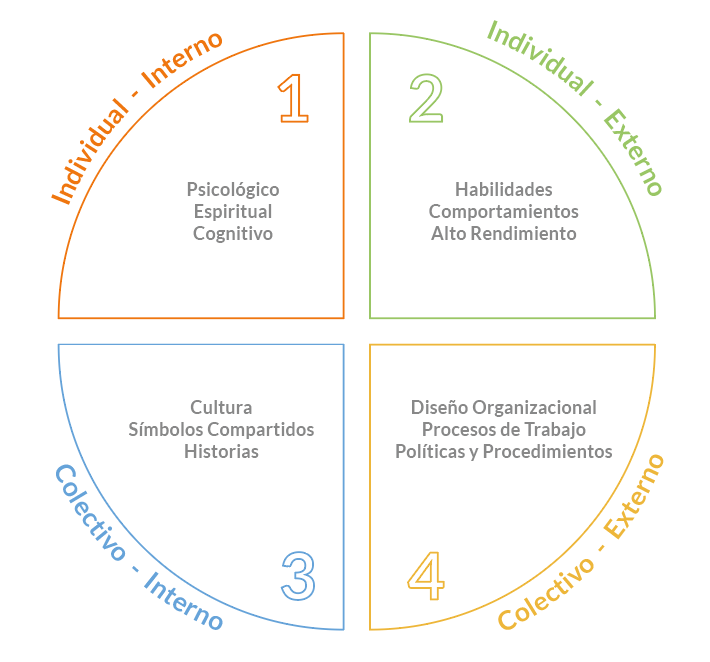 Individual - Interno
1
Psicológico
Espiritual
Cognitivo
Individual - Externo
2
Habilidades
Comportamientos
Alto Rendimiento
Cultura
Símbolos Compartidos
Historias
3
Colectivo - Interno
Diseño Organizacional
Procesos de Trabajo
Políticas y Procedimientos
4
Colectivo - Externo